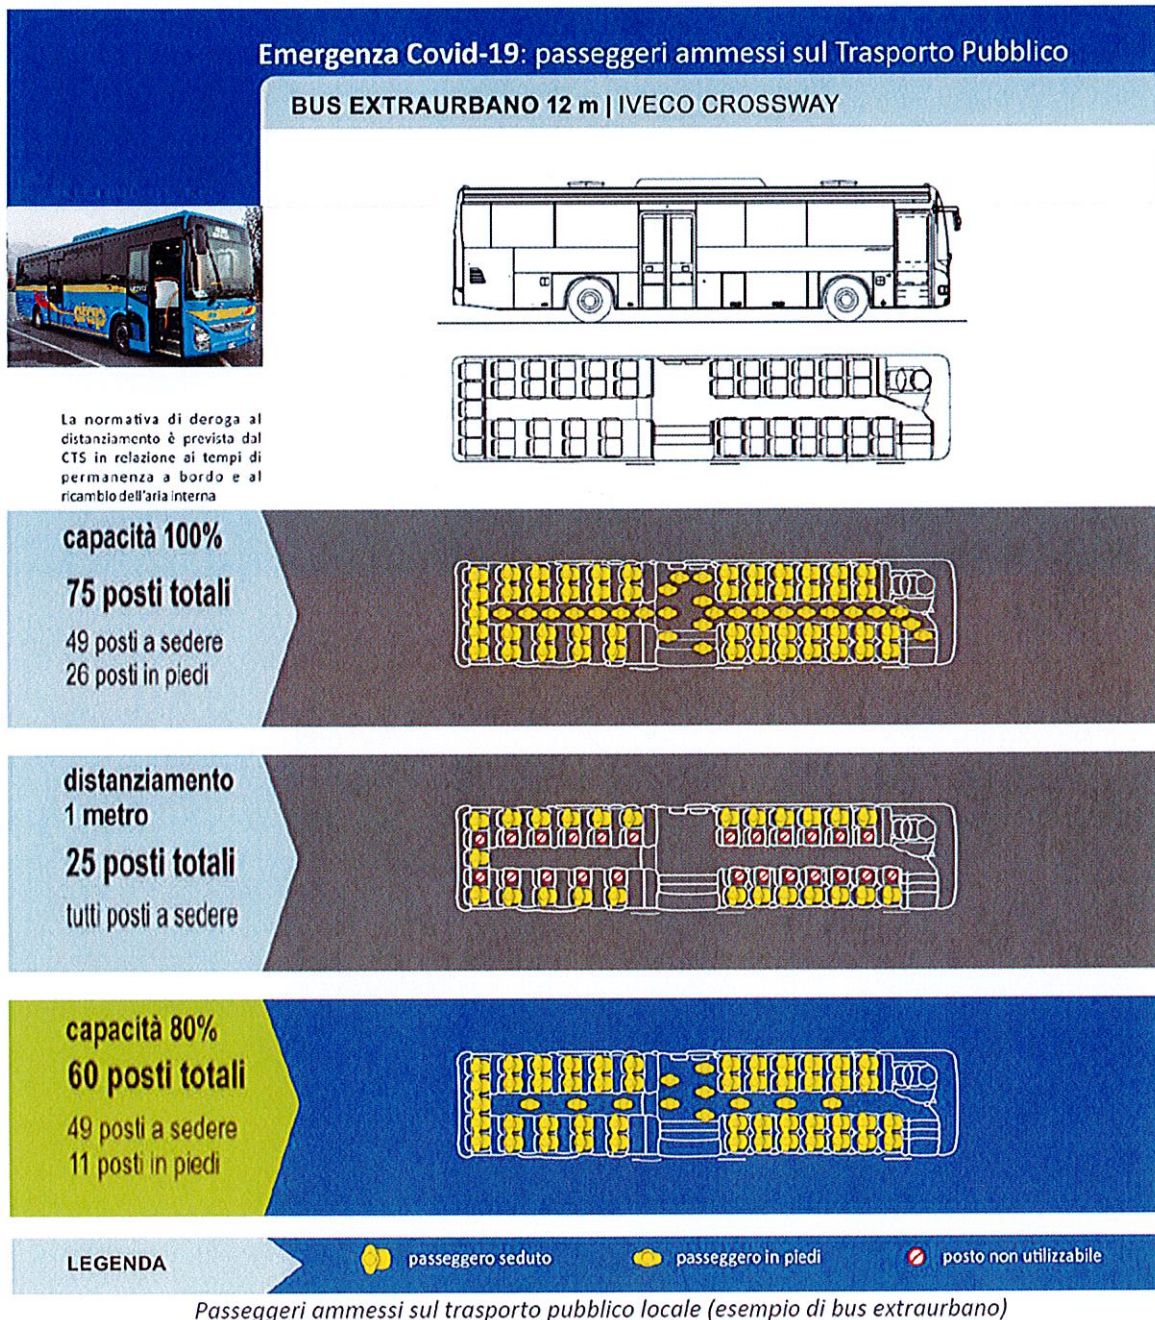 Emergenza Covid-19: passeggeri ammessi sul Trasporto Pubblico
BUS EXTRAURBANO 12 m | IVECO CROSSWAY
La normativa di deroga al
distanziamento è prevista dal
CTS in relazione ai tempi di
permanenza a bordo e al
ricambio dell'aria interna
capacità 100%
75 posti totali
49 posti a sedere
26 posti in piedi
distanziamento
1 metro
25 posti totali
tutti posti a sedere
capacità 80%
60 posti totali
49 posti a sedere
11 posti in piedi
LEGENDA
passeggero seduto
passeggero in piedi
posto non utilizzabile
Passeggeri ammessi sul trasporto pubblico locale (esempio di bus extraurbano)